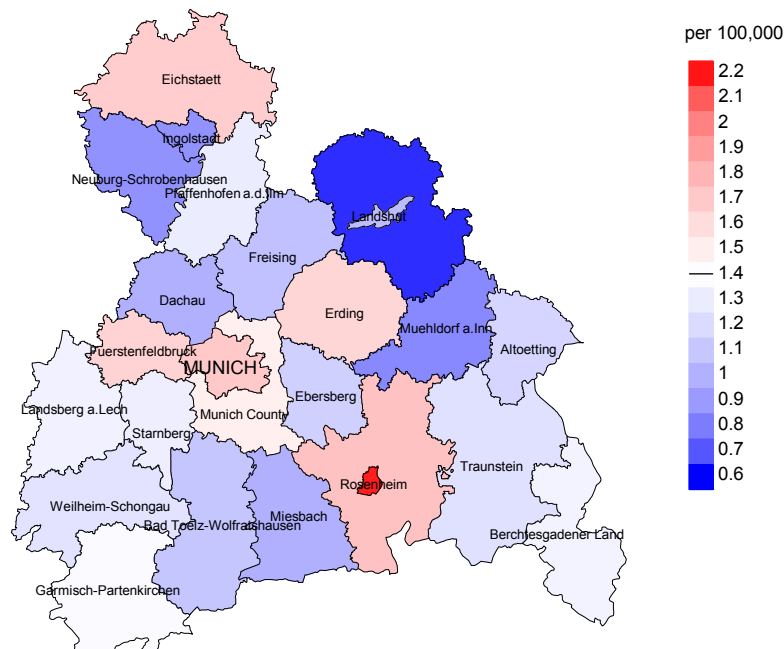 per 100,000
2.2
2.1
2
1.9
1.8
1.7
1.6
1.5
1.4
1.3
1.2
1.1
1
0.9
0.8
0.7
0.6
Eichstaett
Ingolstadt
Neuburg-Schrobenhausen
Pfaffenhofen a.d.Ilm
Landshut
Freising
Dachau
Erding
Muehldorf a.Inn
Altoetting
Fuerstenfeldbruck
MUNICH
Ebersberg
Landsberg a.Lech
Munich County
Starnberg
Traunstein
Rosenheim
Weilheim-Schongau
Miesbach
Bad Toelz-Wolfratshausen
Berchtesgadener Land
Garmisch-Partenkirchen